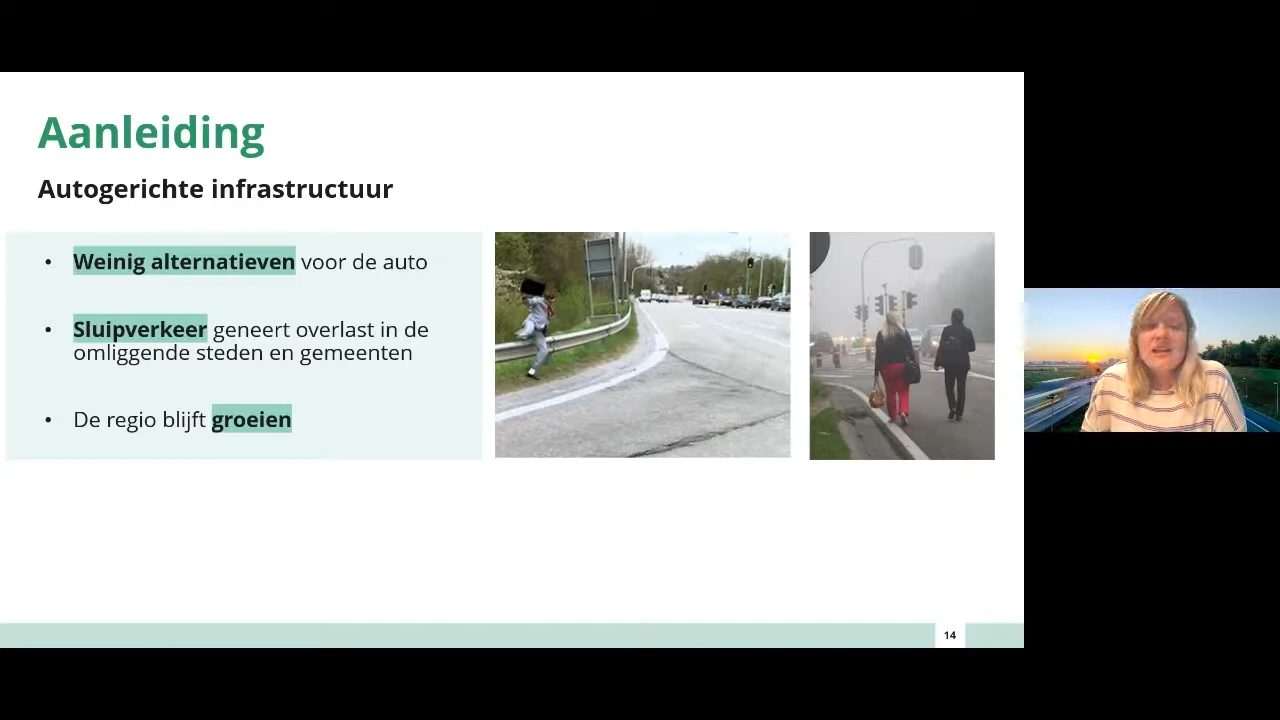 Aanleiding
Autogerichte infrastructuur
• Weinig alternatieven voor de auto
• Sluipverkeer geneert overlast in de
omliggende steden en gemeenten
• De regio blijft groeien
14